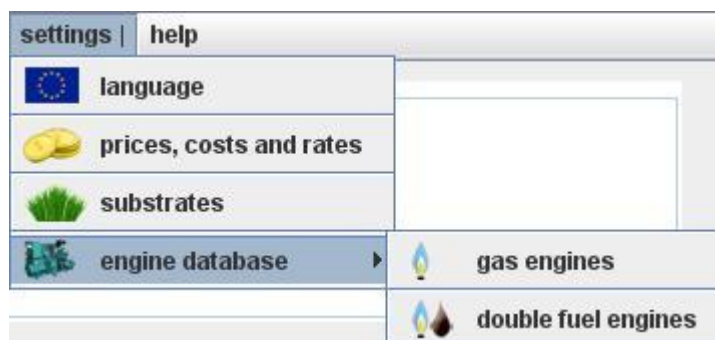 settings | help
language
prices, costs and rates
substrates
engine database
gas engines
double fuel engines